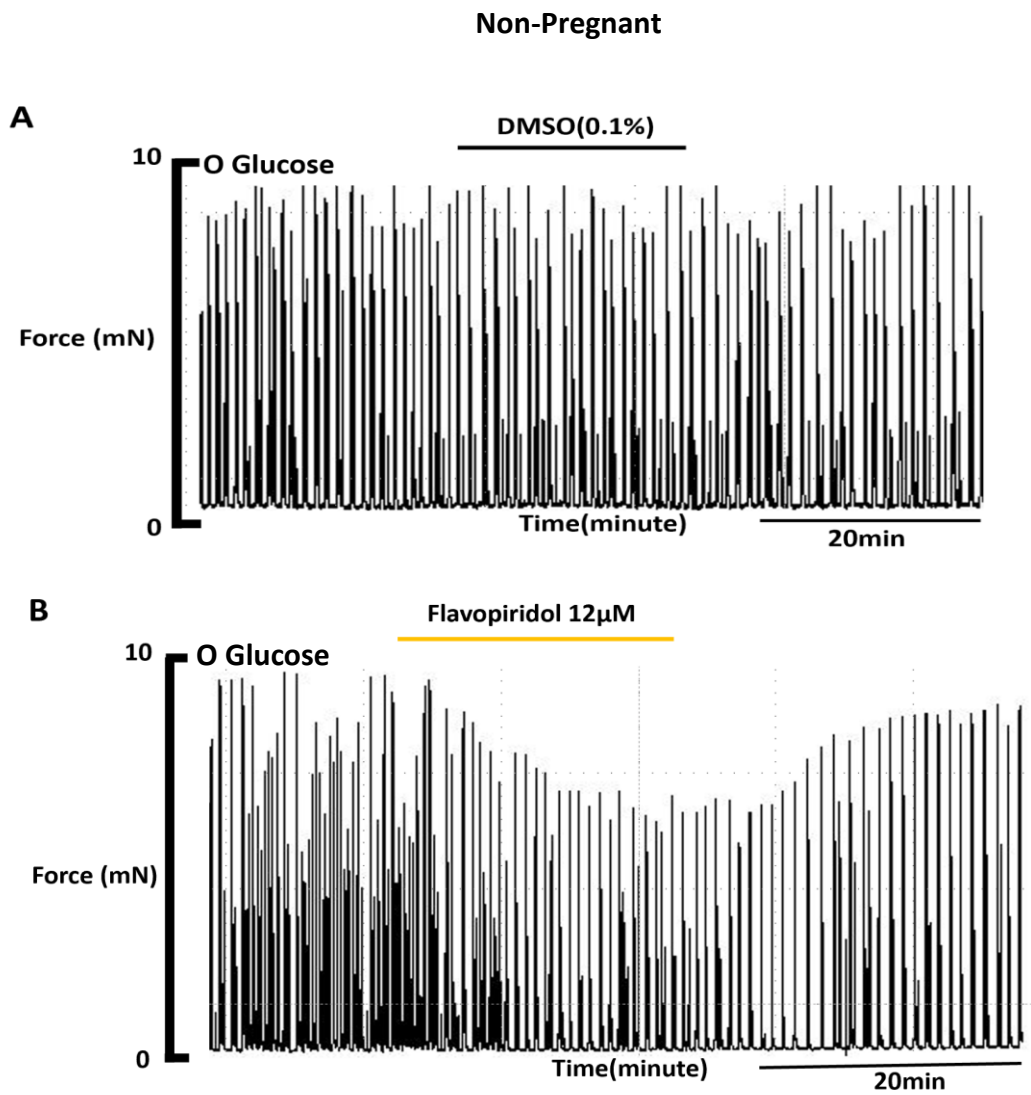 Non-Pregnant
A
DMSO(0.1%)
10
O Glucose
Force (mN)
0
Time(minute)
20min
B
Flavopiridol 12μM
10
O Glucose
Force (mN)
0
Time(minute)
20min